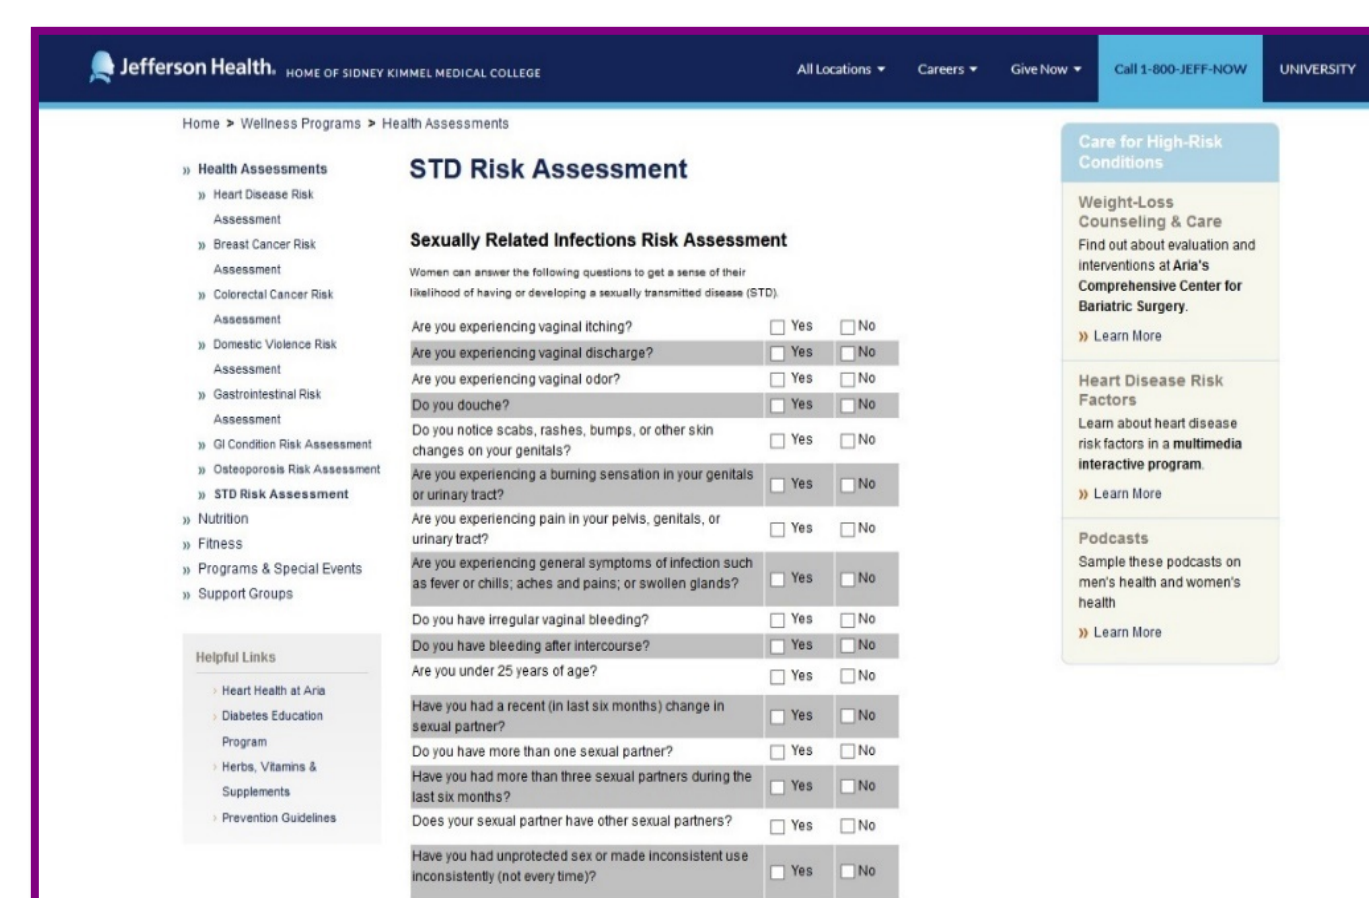 Jefferson Health. HOME OF SIDNEY KIMMEL MEDICAL COLLEGE
All Locations
Careers
Give Now
Call 1-800-JEFF-NOW
UNIVERSITY
Home > Wellness Programs > Health Assessments
» Health Assessments
» Heart Disease Risk
Assessment
» Breast Cancer Risk
Assessment
» Colorectal Cancer Risk
Assessment
» Domestic Violence Risk
Assessment
» Gastrointestinal Risk
Assessment
» GI Condition Risk Assessment
» Osteoporosis Risk Assessment
» STD Risk Assessment
» Nutrition
» Fitness
» Programs & Special Events
» Support Groups
Helpful Links
› Heart Health at Aria
› Diabetes Education
Program
› Herbs, Vitamins &
Supplements
› Prevention Guidelines
STD Risk Assessment
Sexually Related Infections Risk Assessment
Women can answer the following questions to get a sense of their
likelihood of having or developing a sexually transmitted disease (STD).
Are you experiencing vaginal itching? Yes No
Are you experiencing vaginal discharge? Yes No
Are you experiencing vaginal odor? Yes No
Do you douche? Yes No
Do you notice scabs, rashes, bumps, or other skin
changes on your genitals? Yes No
Are you experiencing a burning sensation in your genitals
or urinary tract? Yes No
Are you experiencing pain in your pelvis, genitals, or
urinary tract? Yes No
Are you experiencing general symptoms of infection such
as fever or chills; aches and pains; or swollen glands? Yes No
Do you have irregular vaginal bleeding? Yes No
Do you have bleeding after intercourse? Yes No
Are you under 25 years of age? Yes No
Have you had a recent (in last six months) change in
sexual partner? Yes No
Do you have more than one sexual partner? Yes No
Have you had more than three sexual partners during the
last six months? Yes No
Does your sexual partner have other sexual partners? Yes No
Have you had unprotected sex or made inconsistent use
inconsistently (not every time)? Yes No
Care for High-Risk
Conditions
Weight-Loss
Counseling & Care
Find out about evaluation and
interventions at Aria's
Comprehensive Center for
Bariatric Surgery.
» Learn More
Heart Disease Risk
Factors
Learn about heart disease
risk factors in a multimedia
interactive program.
» Learn More
Podcasts
Sample these podcasts on
men's health and women's
health
» Learn More